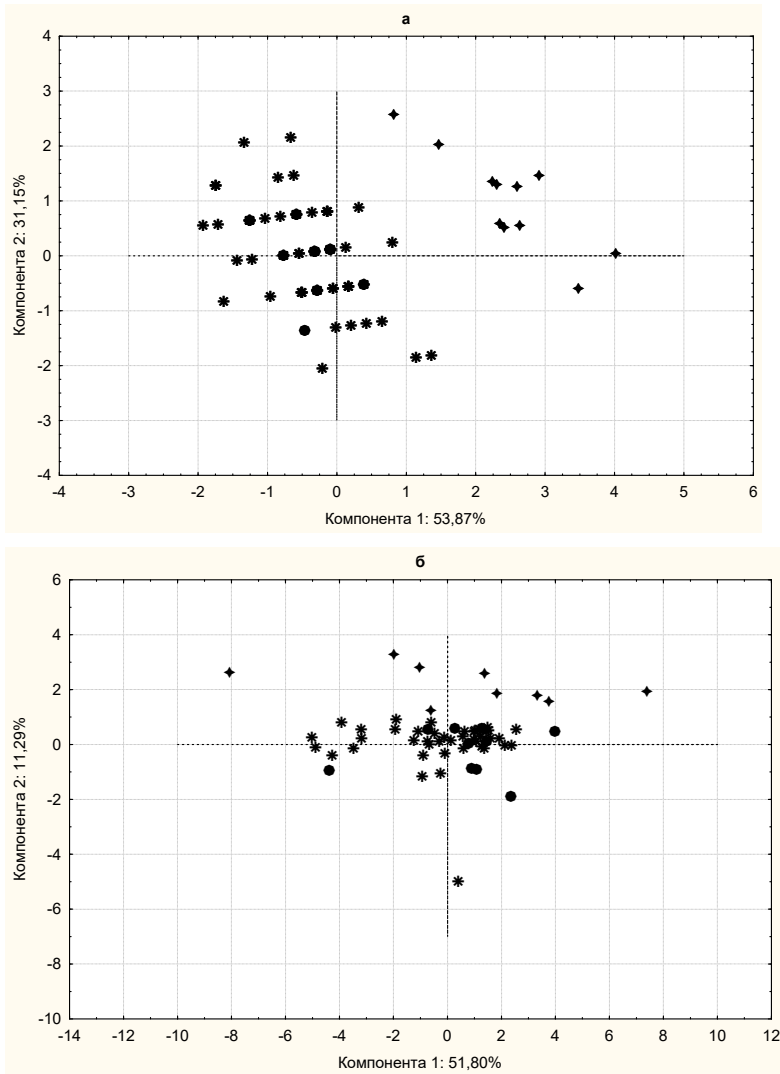 а
4
3
2
1
0
-1
-2
-3
-4
Компонента 2: 31,15%
-4 -3 -2 -1 0 1 2 3 4 5 6
Компонента 1: 53,87%
б
6
4
2
0
-2
-4
-6
-8
-10
Компонента 2: 11,29%
-14 -12 -10 -8 -6 -4 -2 0 2 4 6 8 10 12
Компонента 1: 51,80%